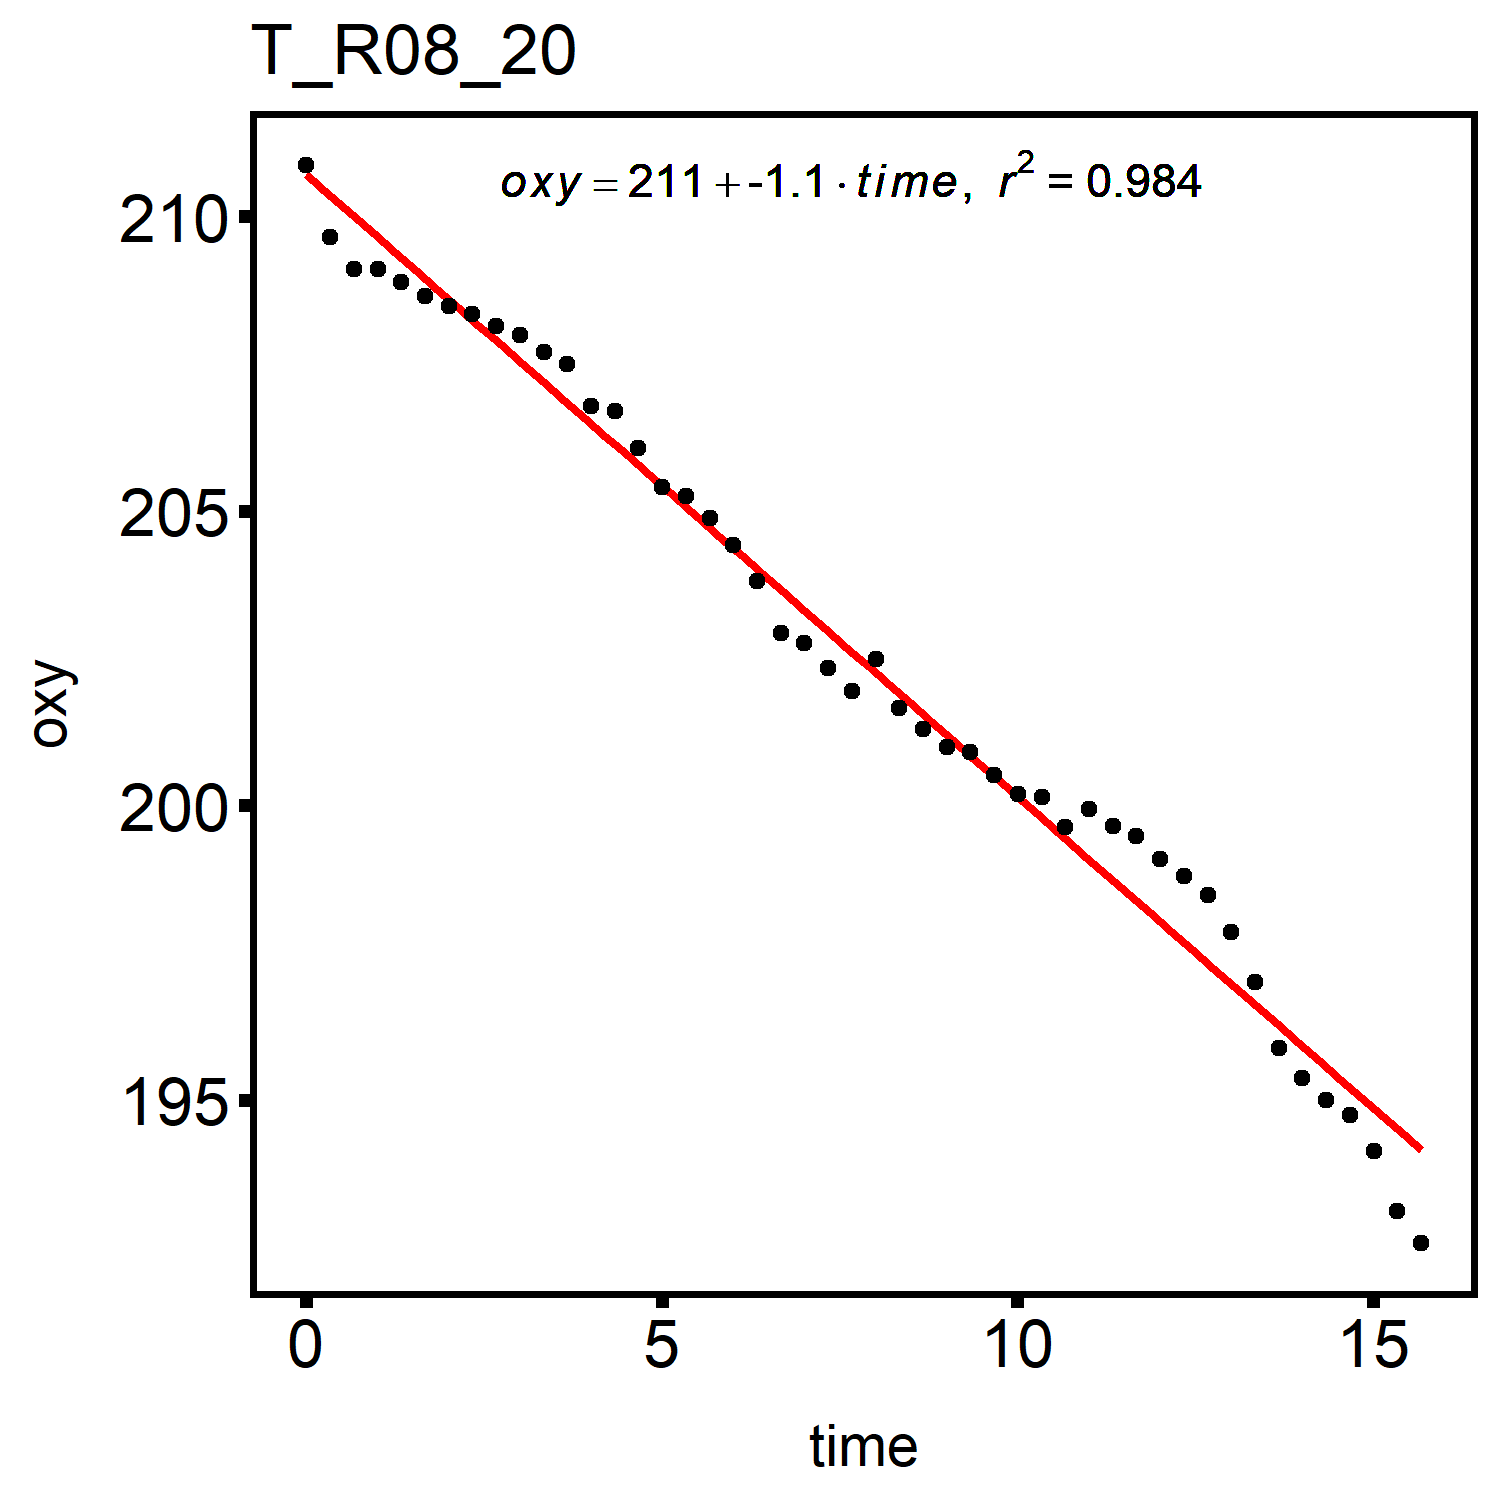 T_R08_20
oxy = 211 + -1.1 · time, r² = 0.984
210
205
200
195
oxy
0 5 10 15
time